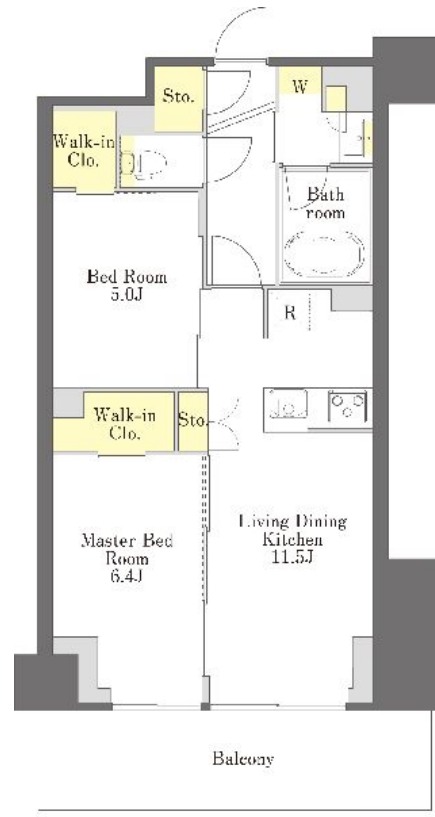 Sto.
W
Walk-in
Clo.
Bath
room
Bed Room
5.0J
R
Walk-in
Clo.
Sto.
Living Dining
Kitchen
11.5J
Master Bed
Room
6.4J
Balcony